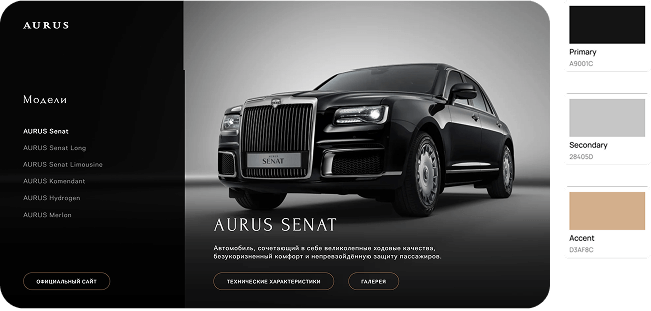 AURUS
Модели
AURUS Senat
AURUS Senat Long
AURUS Senat Limousine
AURUS Komendant
AURUS Hydrogen
AURUS Merlon
ОФИЦИАЛЬНЫЙ САЙТ
SENAT
AURUS SENAT
Автомобиль, сочетающий в себе великолепные ходовые качества,
безукоризненный комфорт и непревзойдённую защиту пассажиров.
ТЕХНИЧЕСКИЕ ХАРАКТЕРИСТИКИ
ГАЛЕРЕЯ
Primary
A9001C
Secondary
28405D
Accent
D3AF8C